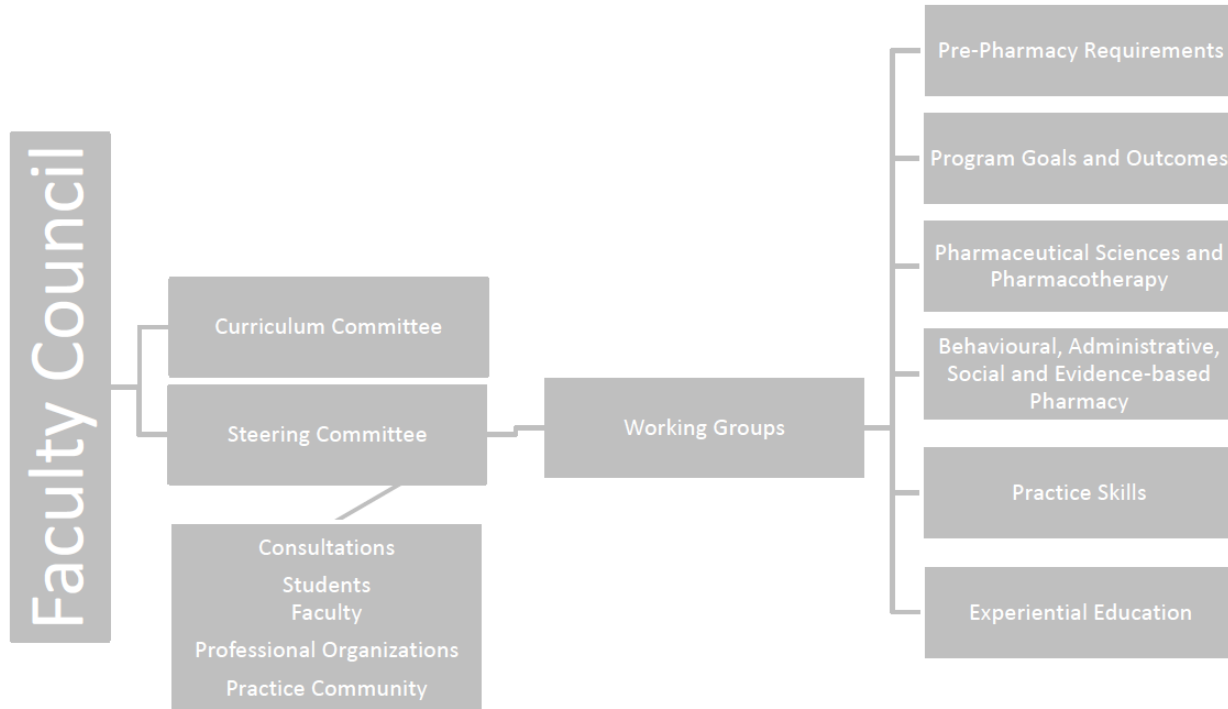 Faculty Council
Curriculum Committee
Steering Committee
Consultations
Students
Faculty
Professional Organizations
Practice Community
Working Groups
Pre-Pharmacy Requirements
Program Goals and Outcomes
Pharmaceutical Sciences and
Pharmacotherapy
Behavioural, Administrative,
Social and Evidence-based
Pharmacy
Practice Skills
Experiential Education